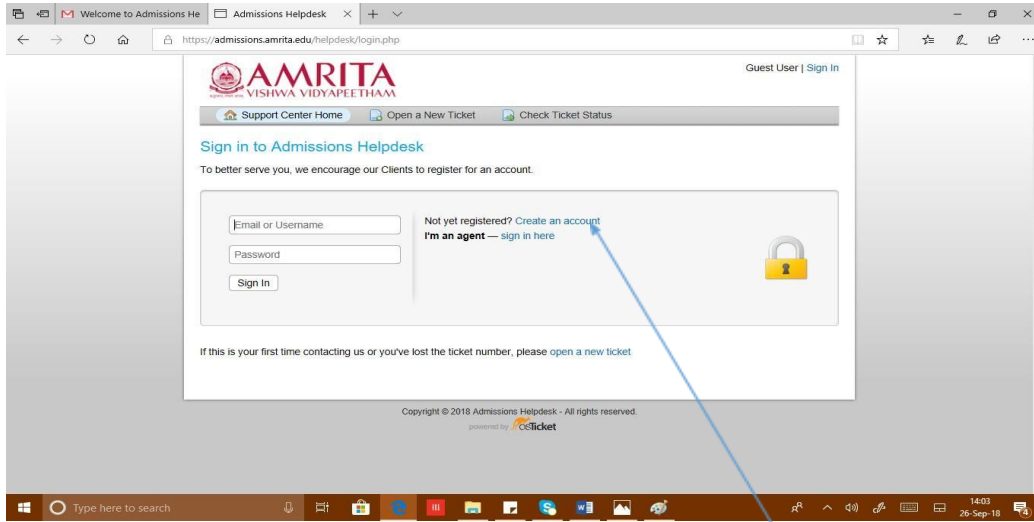 Welcome to Admissions He
Admissions Helpdesk
https://admissions.amrita.edu/helpdesk/login.php
Guest User | Sign In
AMRITA
VISHWA VIDYAPEETHAM
Support Center Home
Open a New Ticket
Check Ticket Status
Sign in to Admissions Helpdesk
To better serve you, we encourage our Clients to register for an account.
Email or Username
Not yet registered? Create an account
I'm an agent — sign in here
Password
Sign In
If this is your first time contacting us or you've lost the ticket number, please open a new ticket
Copyright © 2018 Admissions Helpdesk - All rights reserved.
powered by osTicket
Type here to search
14:03
26-Sep-18